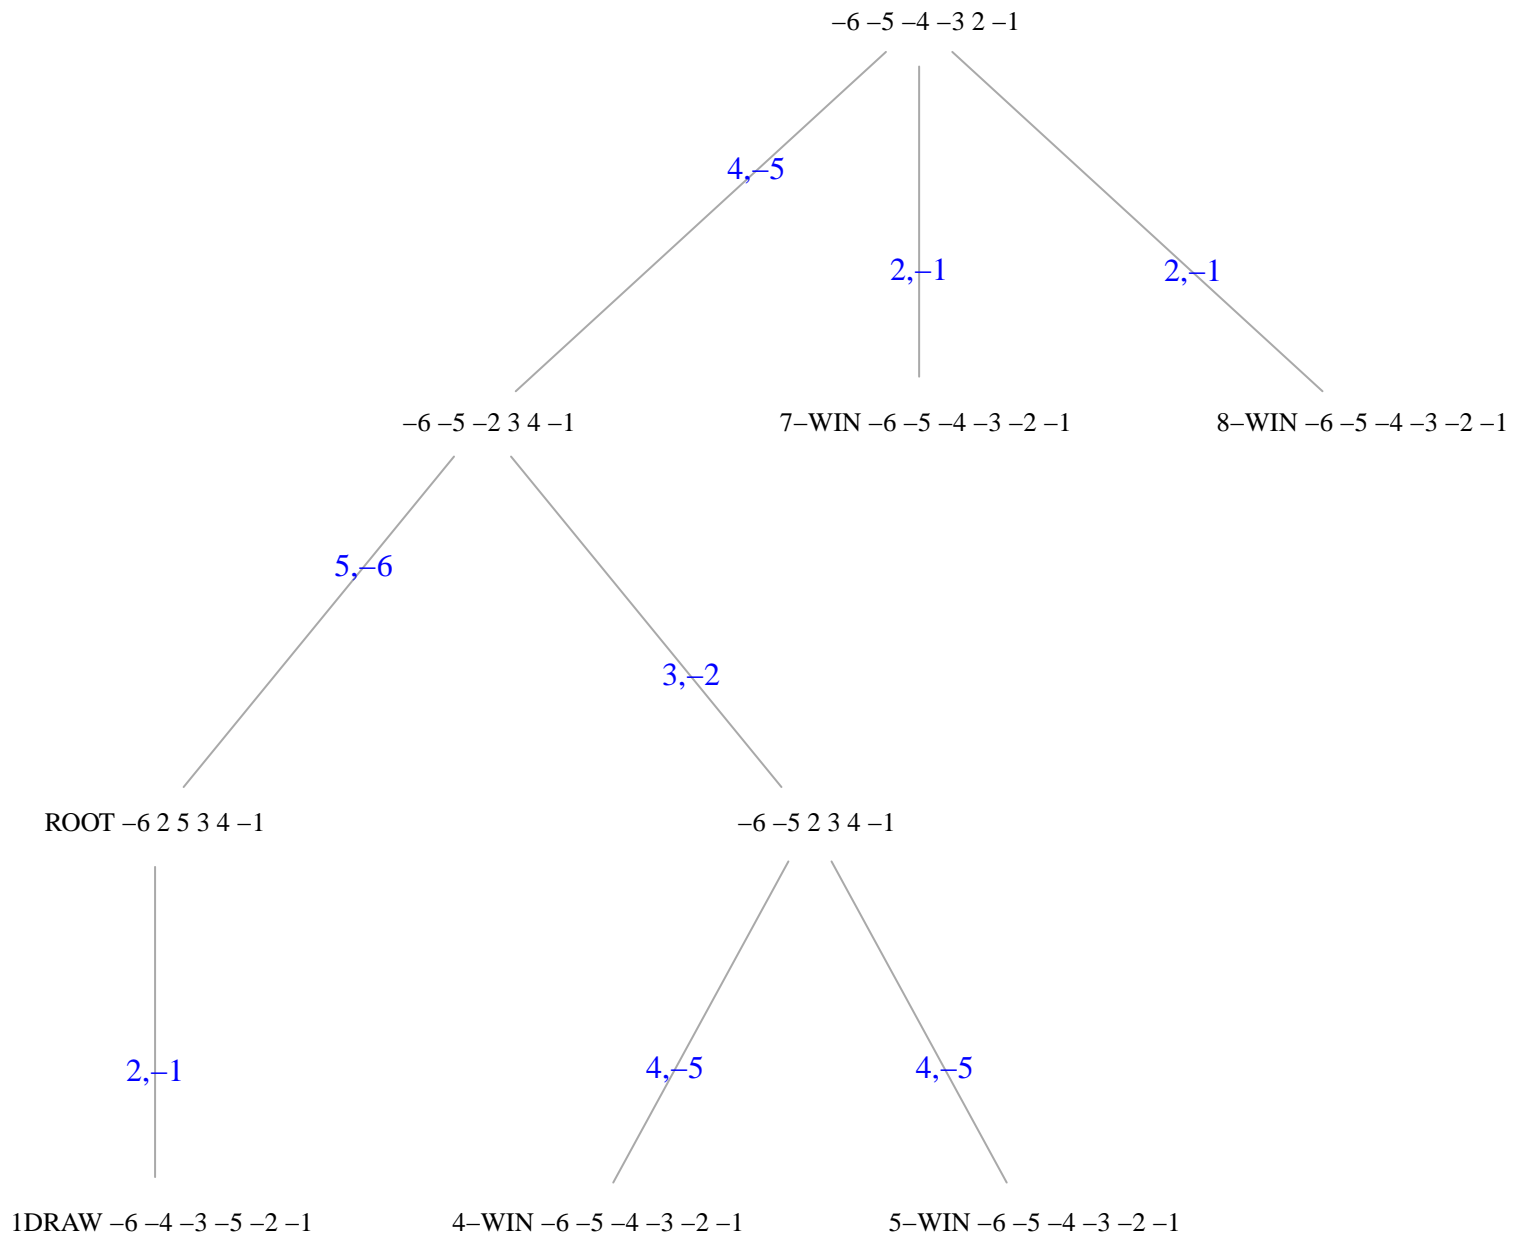 –6 –5 –4 –3 2 –1
4,–5
2,–1
2,–1
–6 –5 –2 3 4 –1
7–WIN –6 –5 –4 –3 –2 –1
8–WIN –6 –5 –4 –3 –2 –1
5,–6
3,–2
ROOT –6 2 5 3 4 –1
–6 –5 2 3 4 –1
2,–1
4,–5
4,–5
1DRAW –6 –4 –3 –5 –2 –1
4–WIN –6 –5 –4 –3 –2 –1
5–WIN –6 –5 –4 –3 –2 –1